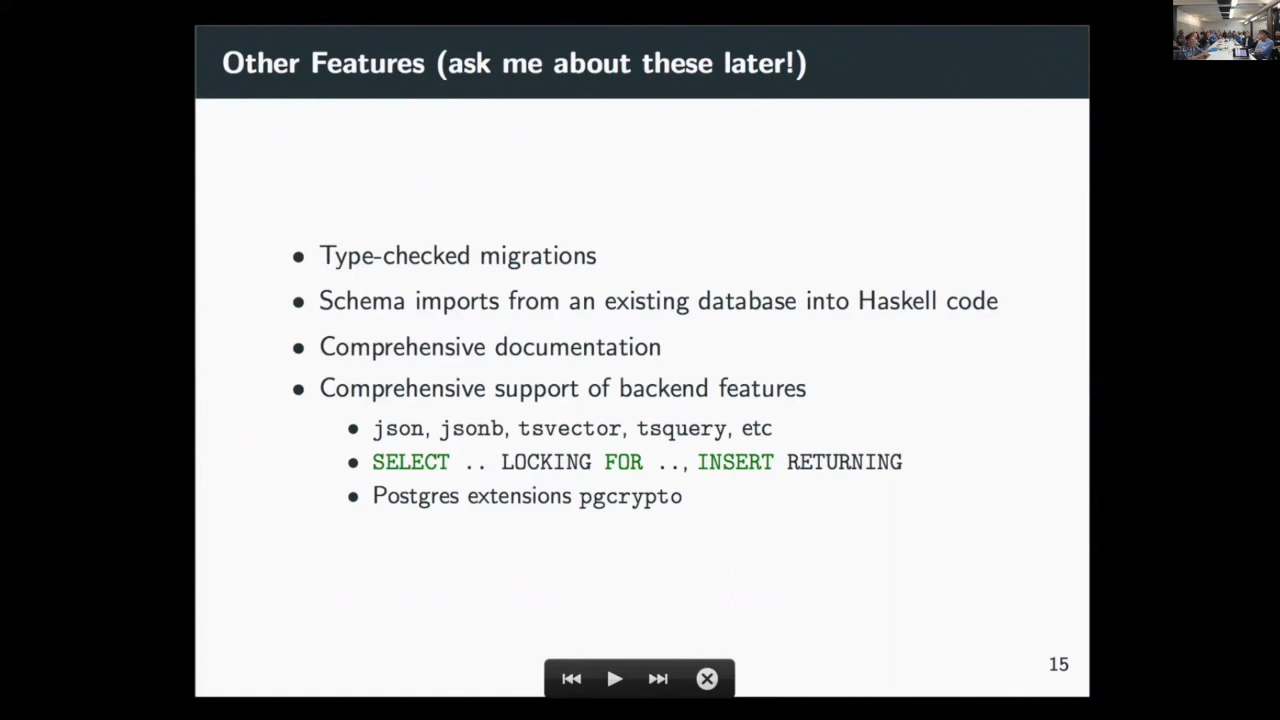 Other Features (ask me about these later!)
• Type-checked migrations
• Schema imports from an existing database into Haskell code
• Comprehensive documentation
• Comprehensive support of backend features
• json, jsonb, tsvector, tsquery, etc
• SELECT .. LOCKING FOR .., INSERT RETURNING
• Postgres extensions pgcrypto
15